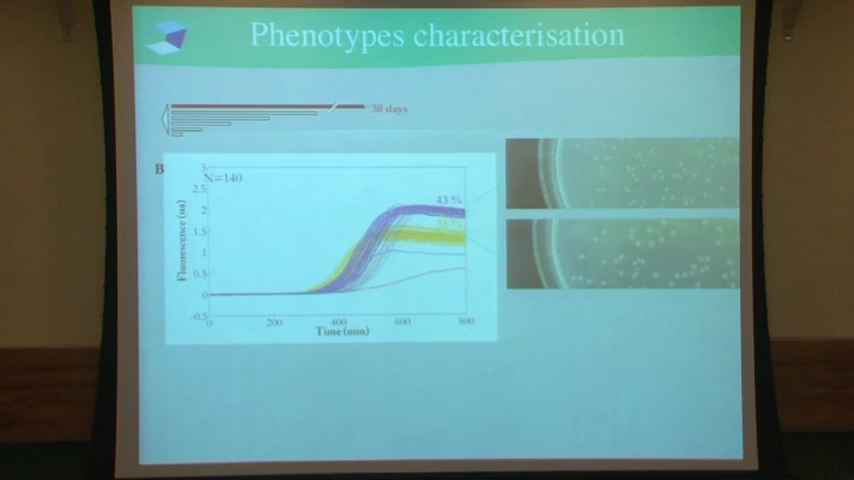 Phenotypes characterisation
30 days
B
N=140
43 %
Fluorescence (ua)
3
2.5
2
1.5
1
0.5
0
-0.5
0 200 400 600 800
Time (min)